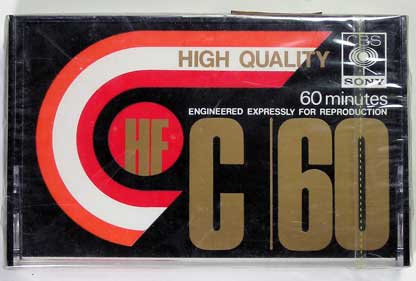 CBS
SONY
HIGH QUALITY
60 minutes
ENGINEERED EXPRESSLY FOR REPRODUCTION
HF
C|60